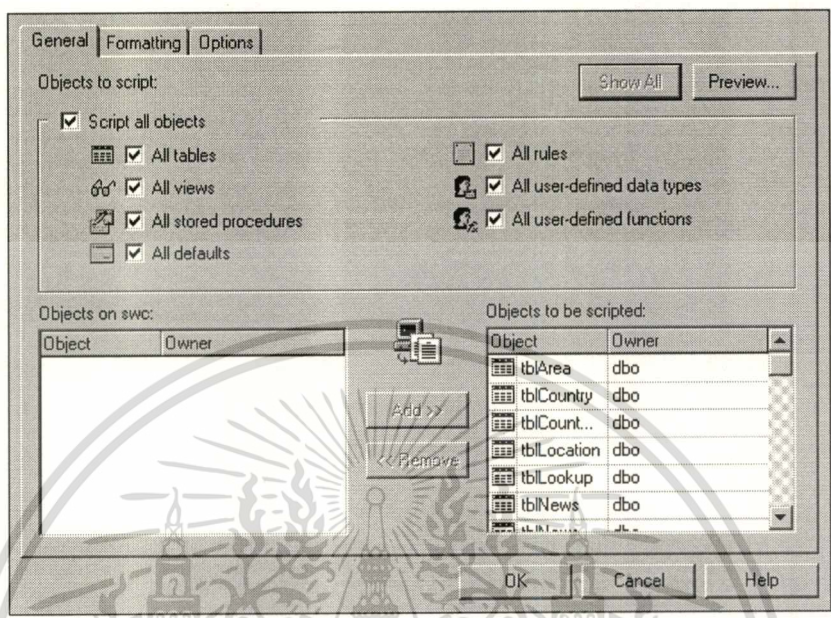 General Formatting Options
Objects to script:
Show All Preview...
Script all objects
All tables
All views
All stored procedures
All defaults
All rules
All user-defined data types
All user-defined functions
Objects on swc:
Object Owner
Add >>
<< Remove
Objects to be scripted:
Object Owner
tblArea dbo
tblCountry dbo
tblCount... dbo
tblLocation dbo
tblLookup dbo
tblNews dbo
OK Cancel Help